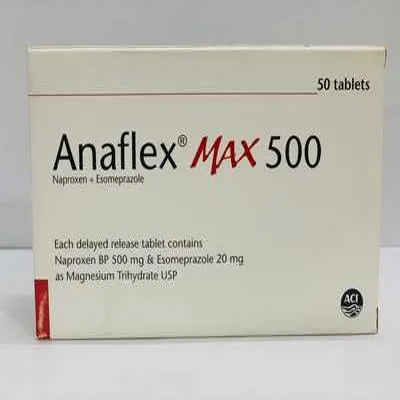 50 tablets
Anaflex® MAX 500
Naproxen + Esomeprazole
Each delayed release tablet contains
Naproxen BP 500 mg & Esomeprazole 20 mg
as Magnesium Trihydrate USP
ACI